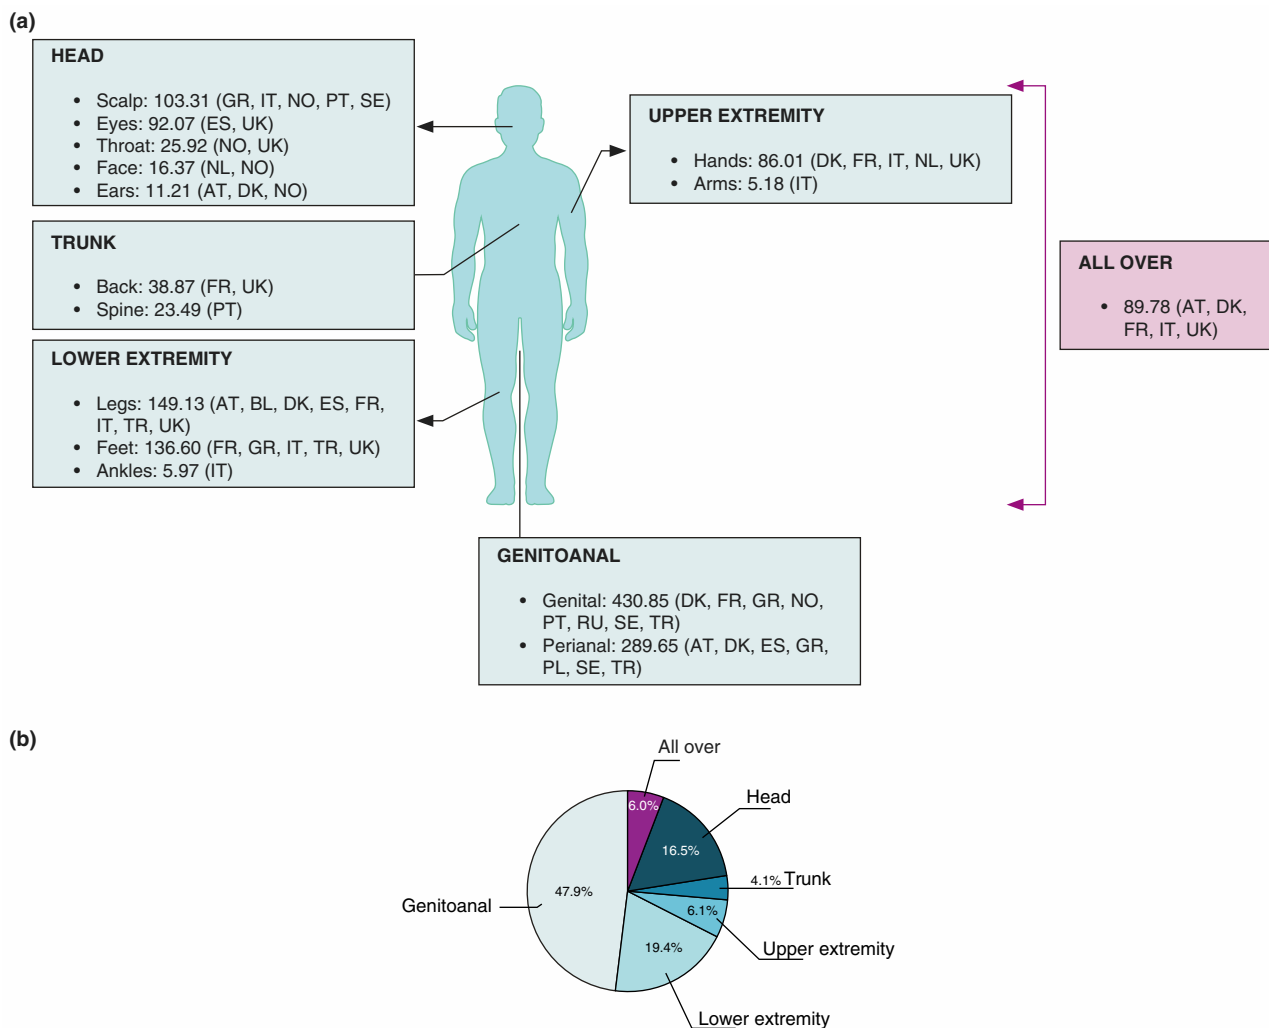 (a)
HEAD
• Scalp: 103.31 (GR, IT, NO, PT, SE)
• Eyes: 92.07 (ES, UK)
• Throat: 25.92 (NO, UK)
• Face: 16.37 (NL, NO)
• Ears: 11.21 (AT, DK, NO)
UPPER EXTREMITY
• Hands: 86.01 (DK, FR, IT, NL, UK)
• Arms: 5.18 (IT)
TRUNK
• Back: 38.87 (FR, UK)
• Spine: 23.49 (PT)
ALL OVER
• 89.78 (AT, DK,
FR, IT, UK)
LOWER EXTREMITY
• Legs: 149.13 (AT, BL, DK, ES, FR,
IT, TR, UK)
• Feet: 136.60 (FR, GR, IT, TR, UK)
• Ankles: 5.97 (IT)
GENITOANAL
• Genital: 430.85 (DK, FR, GR, NO,
PT, RU, SE, TR)
• Perianal: 289.65 (AT, DK, ES, GR,
PL, SE, TR)
(b)
All over
6.0%
Head
16.5%
4.1% Trunk
6.1%
Upper extremity
19.4%
Lower extremity
47.9%
Genitoanal